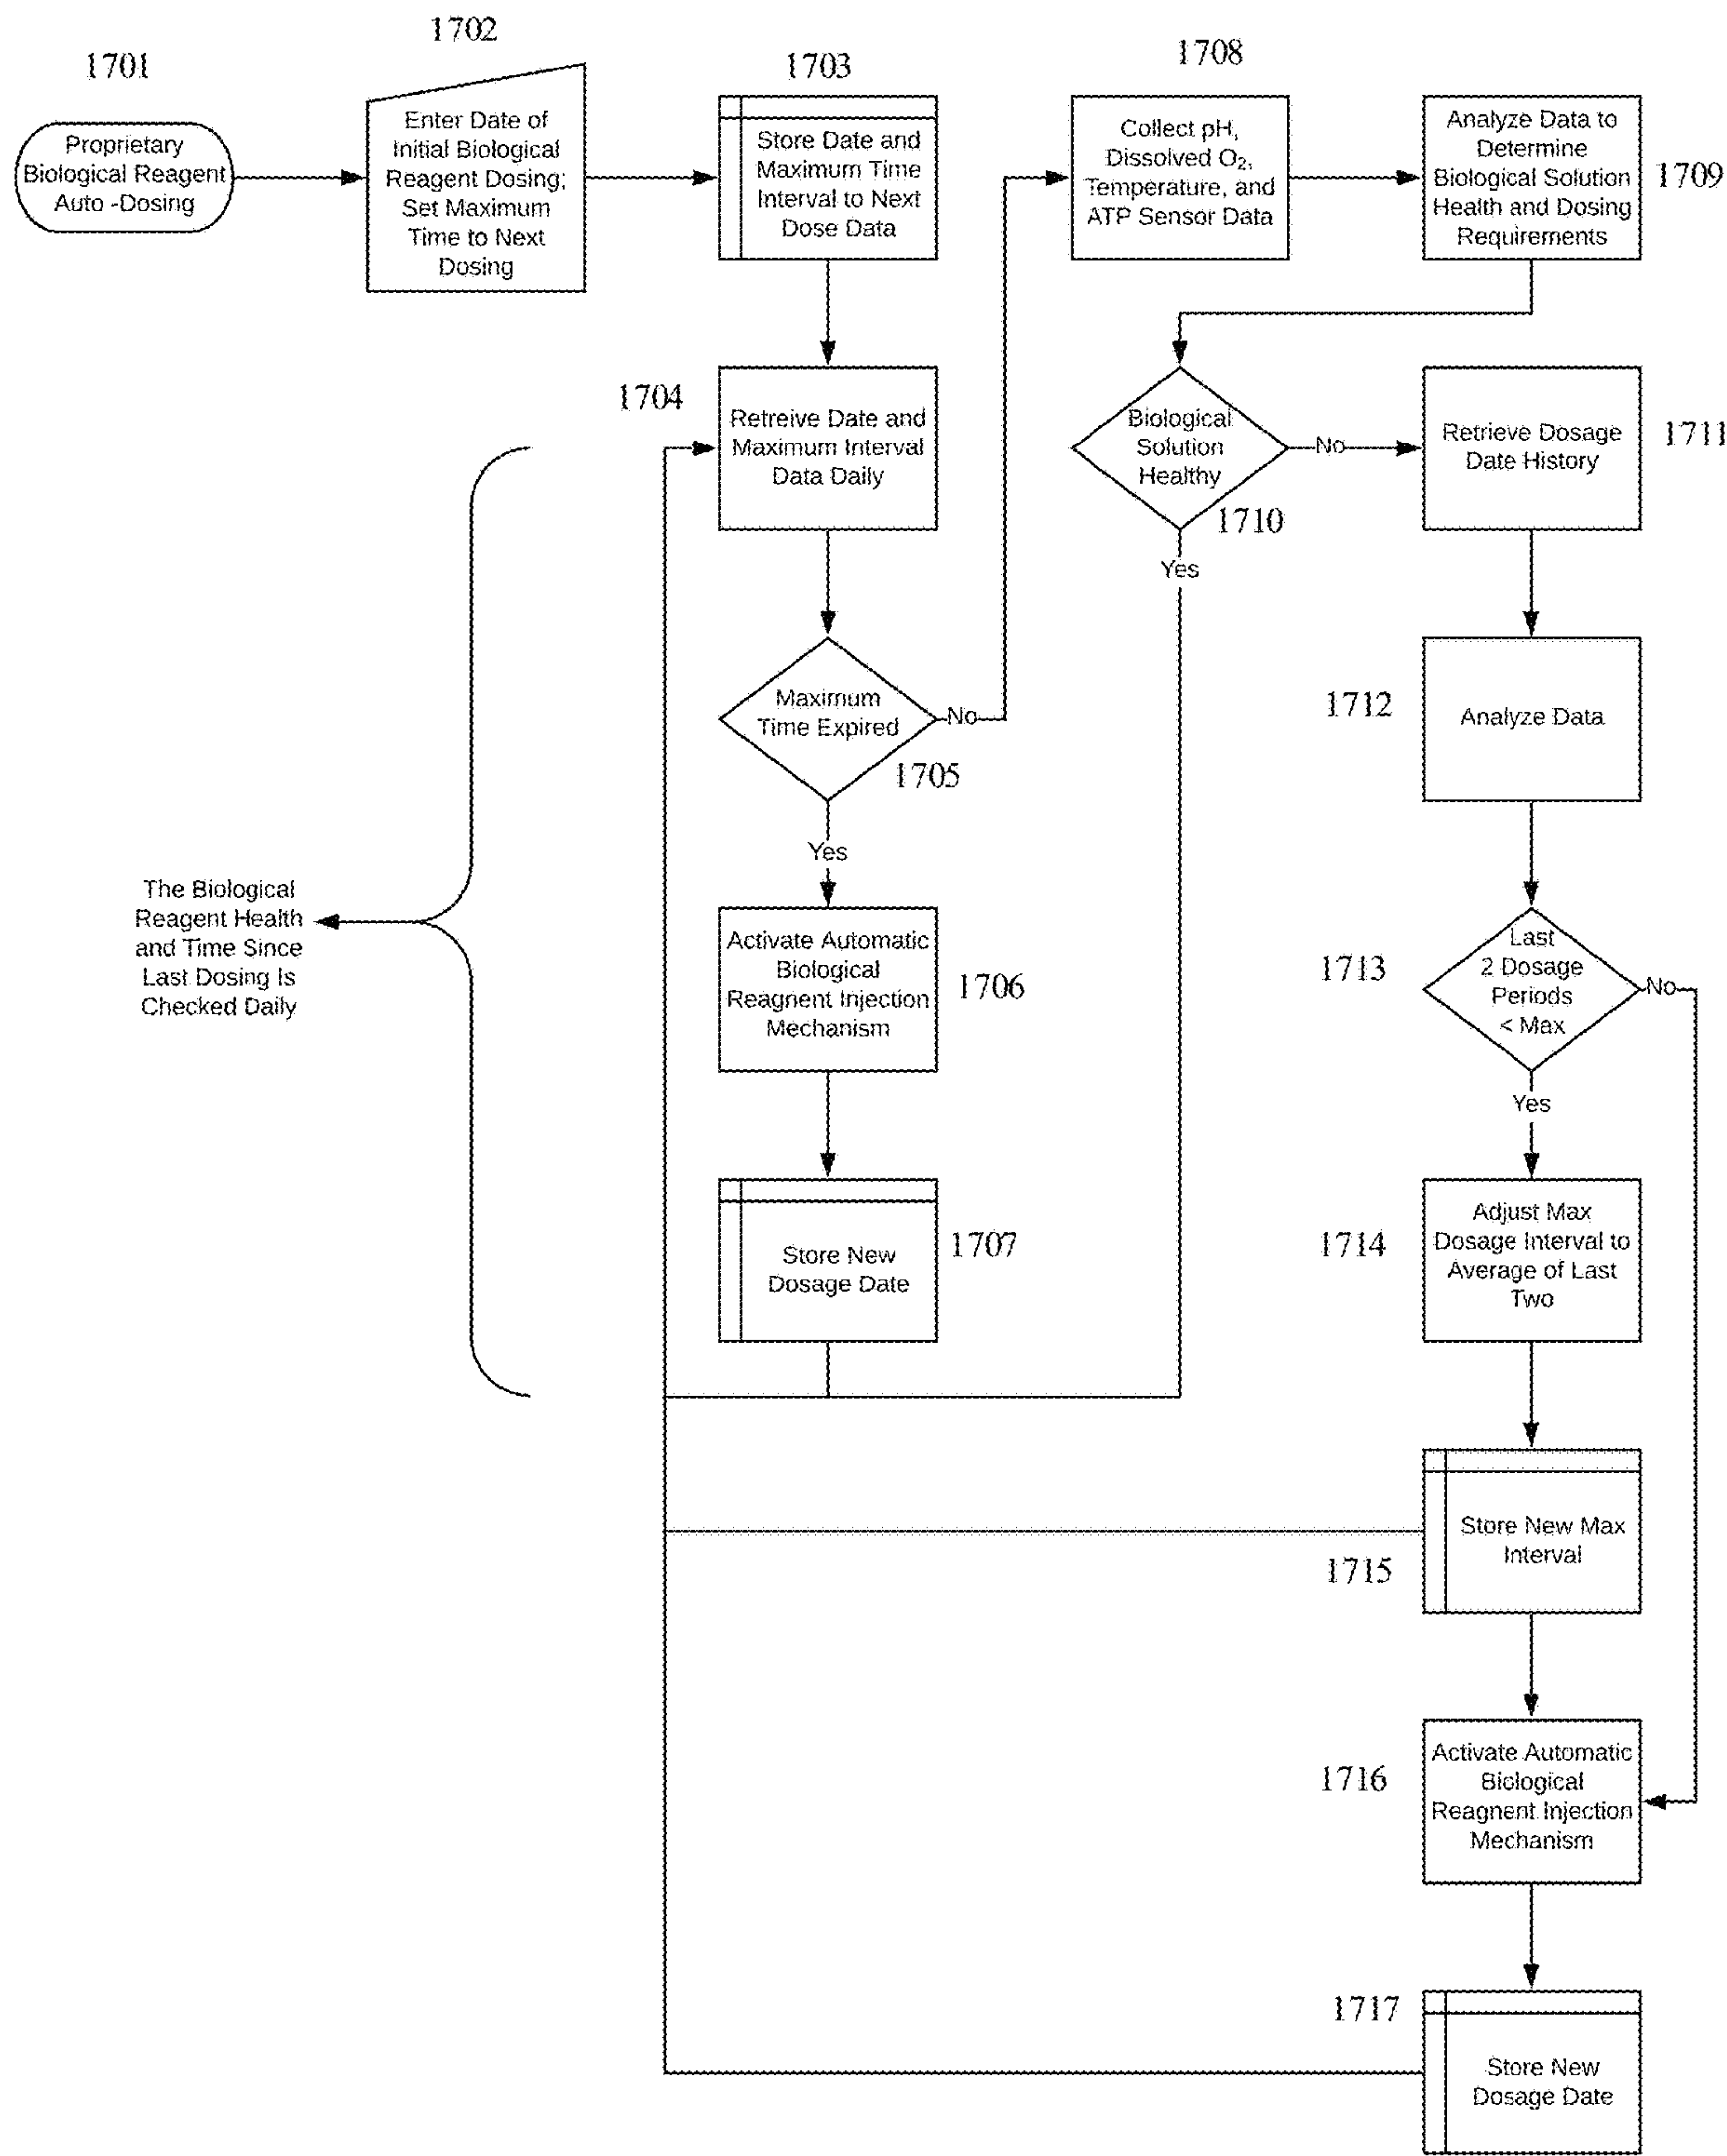 1701
Proprietary
Biological Reagent
Auto -Dosing
1702
Enter Date of
Initial Biological
Reagent Dosing;
Set Maximum
Time to Next
Dosing
1703
Store Date and
Maximum Time
Interval to Next
Dose Data
1704
Retreive Date and
Maximum Interval
Data Daily
Maximum
Time Expired
1705
No
Yes
Activate Automatic
Biological
Reagnent Injection
Mechanism
1706
Store New
Dosage Date
1707
The Biological
Reagent Health
and Time Since
Last Dosing Is
Checked Daily
1708
Collect pH,
Dissolved O₂,
Temperature, and
ATP Sensor Data
Analyze Data to
Determine
Biological Solution
Health and Dosing
Requirements
1709
Biological
Solution
Healthy
1710
No
Yes
Retrieve Dosage
Date History
1711
1712
Analyze Data
1713
Last
2 Dosage
Periods
< Max
No
Yes
1714
Adjust Max
Dosage Interval to
Average of Last
Two
Store New Max
Interval
1715
1716
Activate Automatic
Biological
Reagnent Injection
Mechanism
1717
Store New
Dosage Date